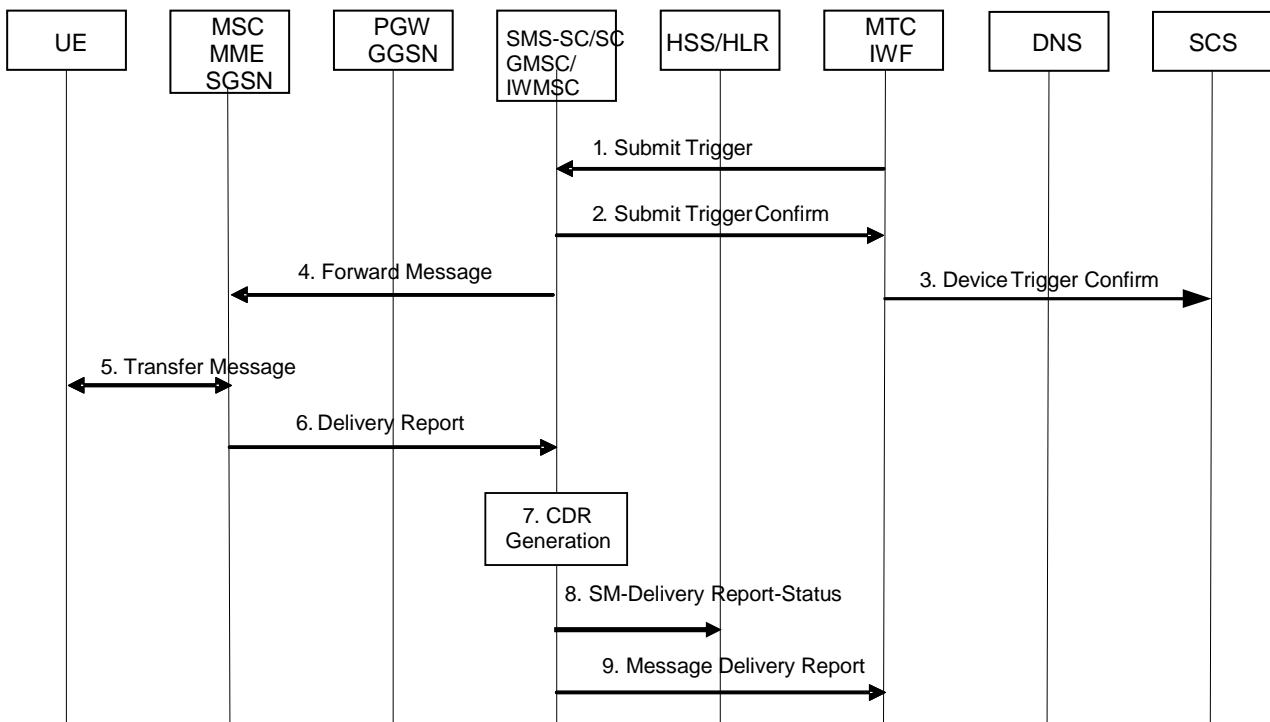 UE
MSC
MME
SGSN
PGW
GGSN
SMS-SC/SC
GMSC/
IWMSC
HSS/HLR
MTC
IWF
DNS
SCS
1. Submit Trigger
2. Submit Trigger Confirm
4. Forward Message
3. Device Trigger Confirm
5. Transfer Message
6. Delivery Report
7. CDR
Generation
8. SM-Delivery Report-Status
9. Message Delivery Report